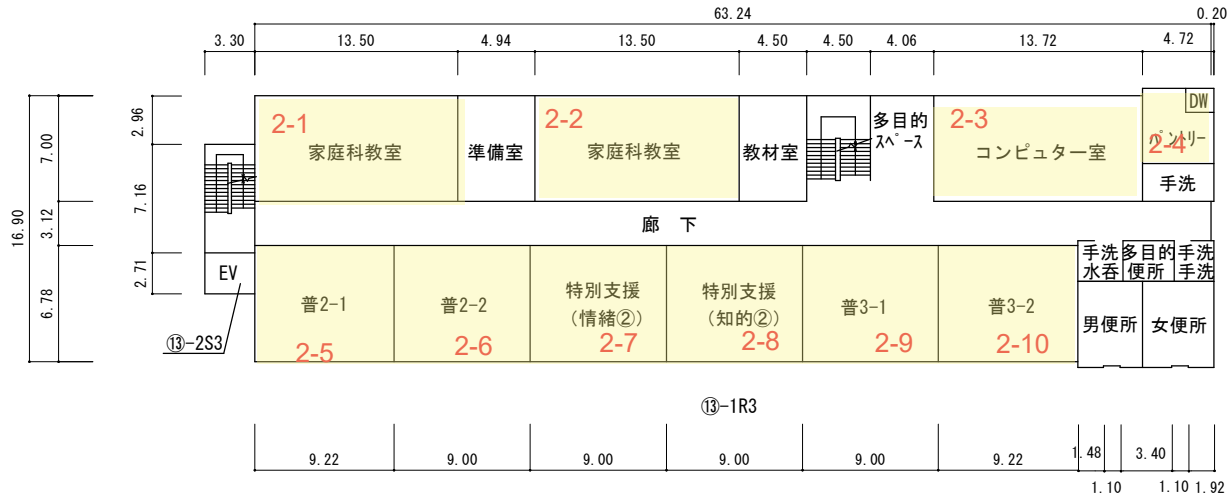 63.24
0.20
3.30
13.50
4.94
13.50
4.50
4.50
4.06
13.72
4.72
16.90
7.00
3.12
6.78
2.96
7.16
2.71
2-1
家庭科教室
準備室
2-2
家庭科教室
教材室
多目的
スペース
2-3
コンピュター室
DW
パントリー
2-4
手洗
廊 下
EV
⑬-2S3
普2-1
2-5
普2-2
2-6
特別支援
(情緒②)
2-7
特別支援
(知的②)
2-8
普3-1
2-9
普3-2
2-10
手洗
水呑
多目的
便所
手洗
手洗
男便所
女便所
⑬-1R3
9.22
9.00
9.00
9.00
9.00
9.22
1.48
3.40
1.10
1.10
1.92